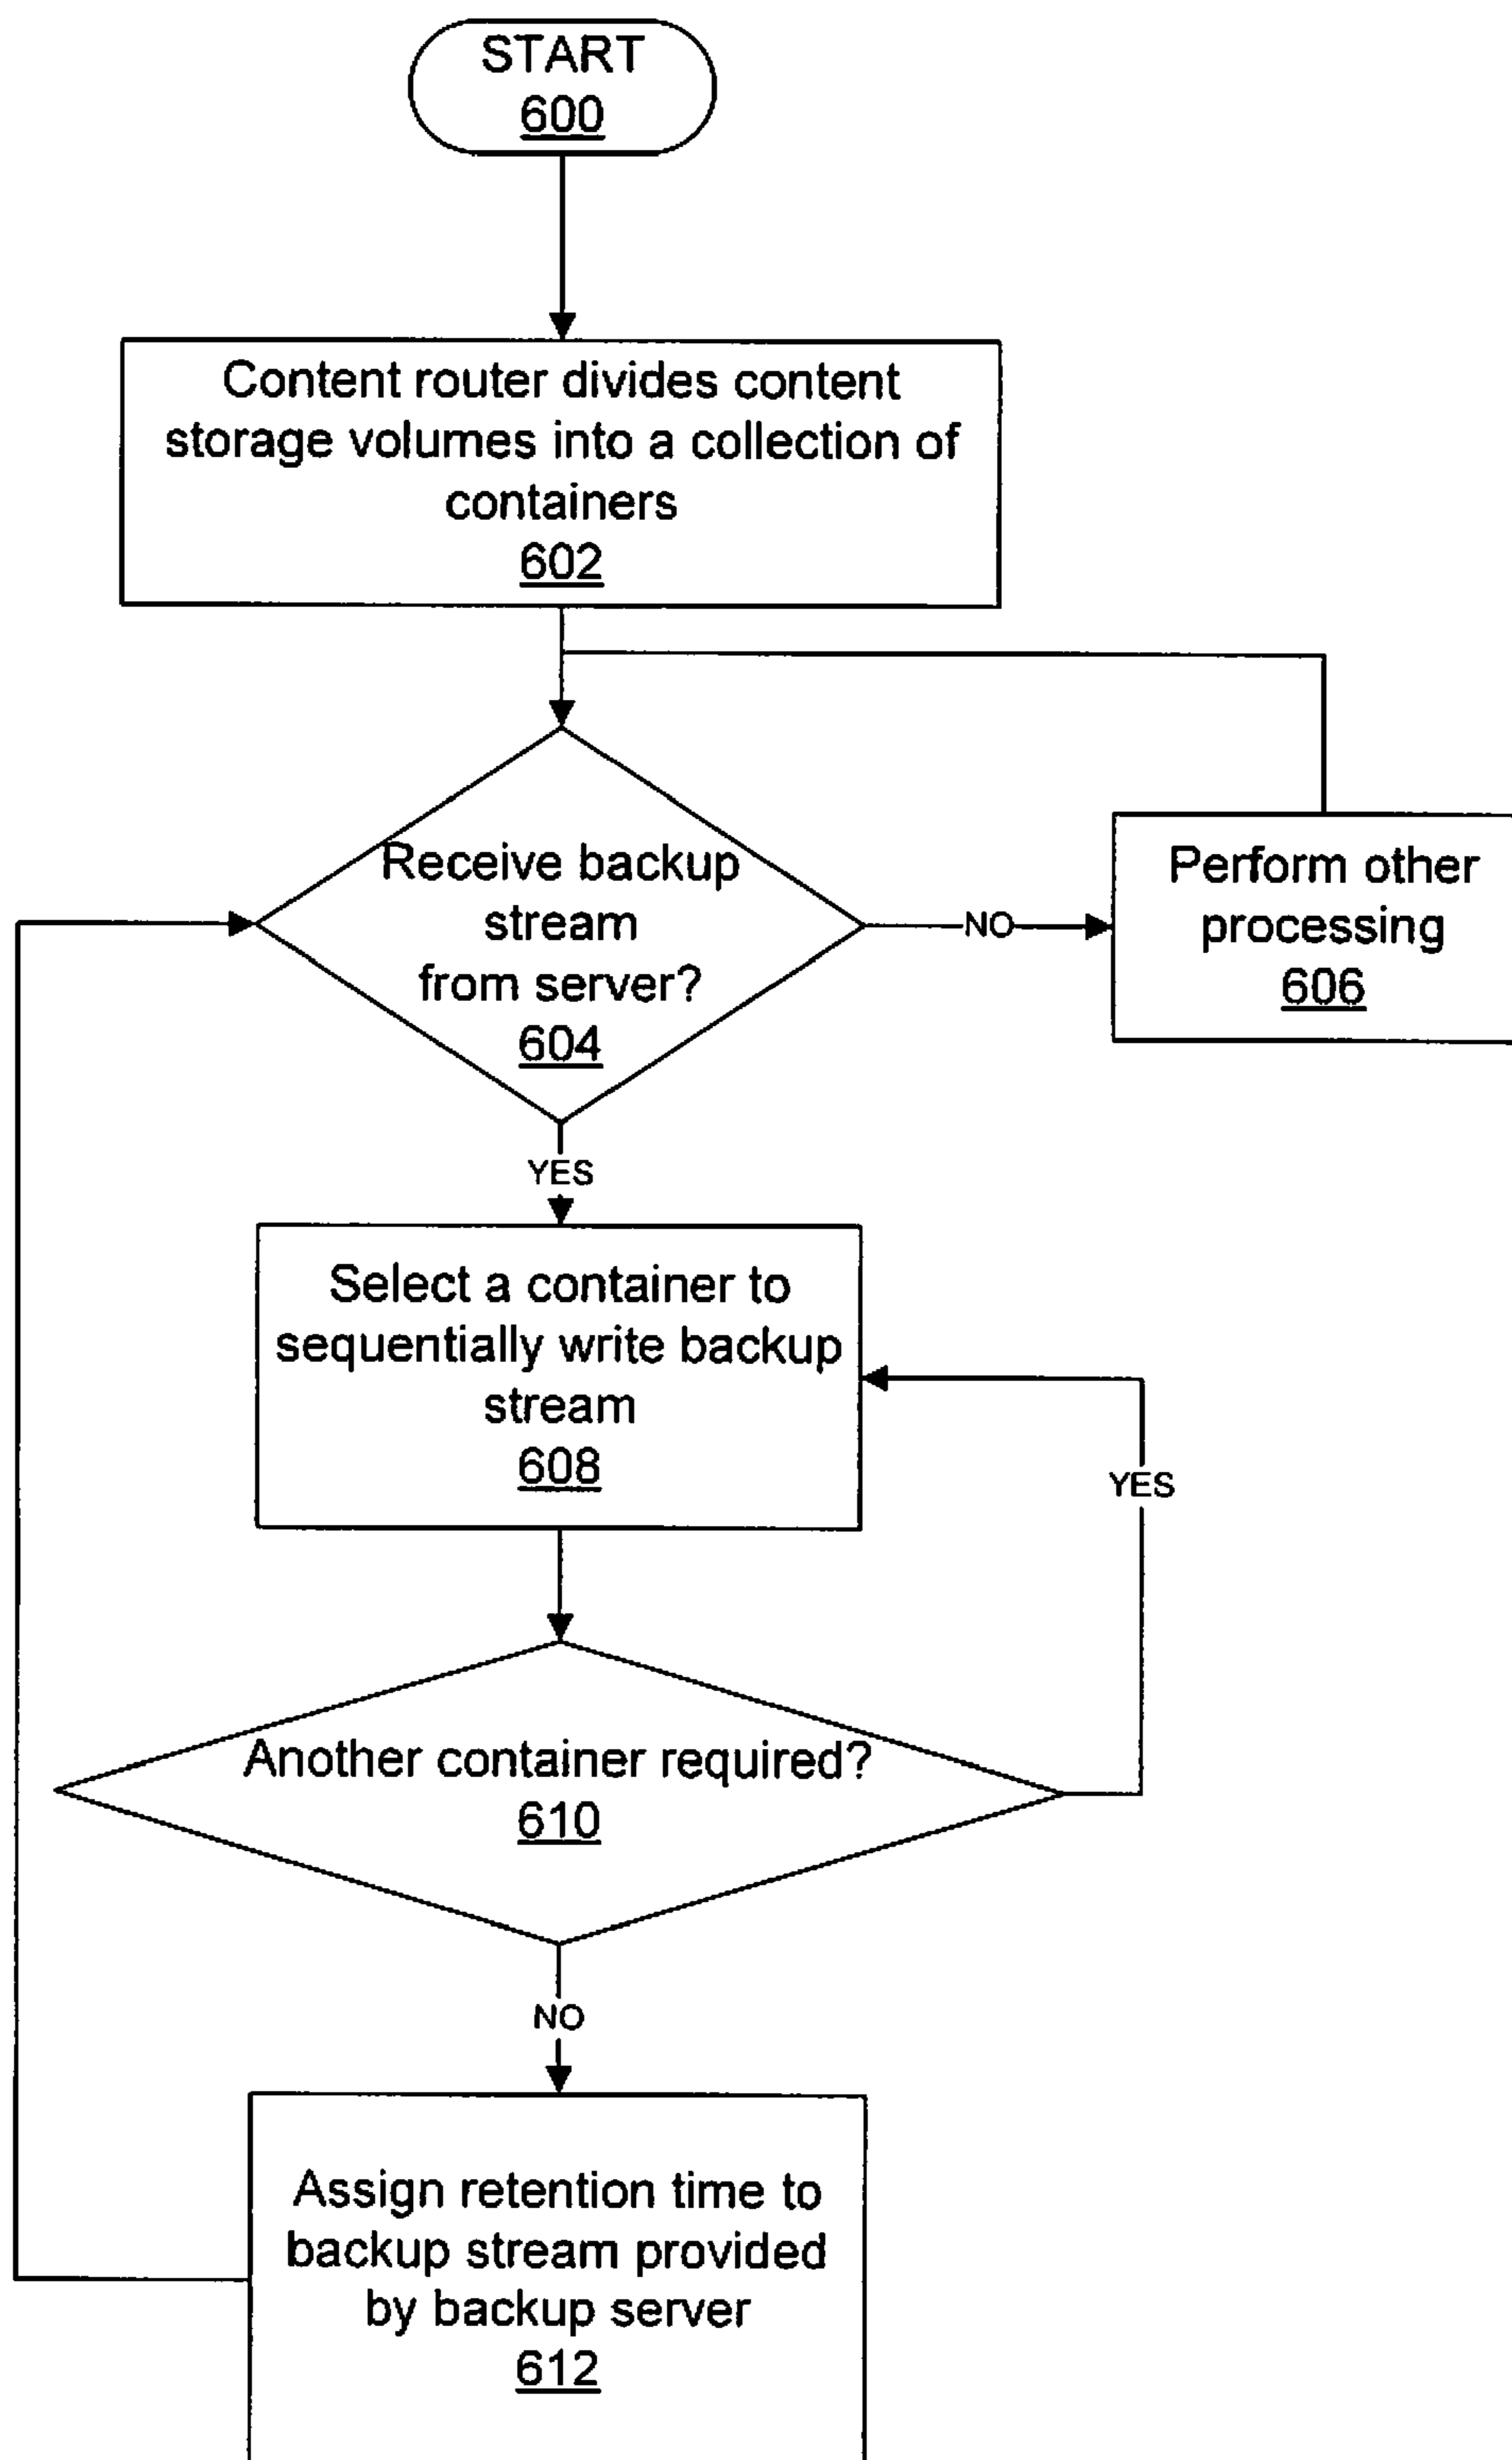 START
600
Content router divides content
storage volumes into a collection of
containers
602
Receive backup
stream
from server?
604
NO
Perform other
processing
606
YES
Select a container to
sequentially write backup
stream
608
YES
Another container required?
610
NO
Assign retention time to
backup stream provided
by backup server
612